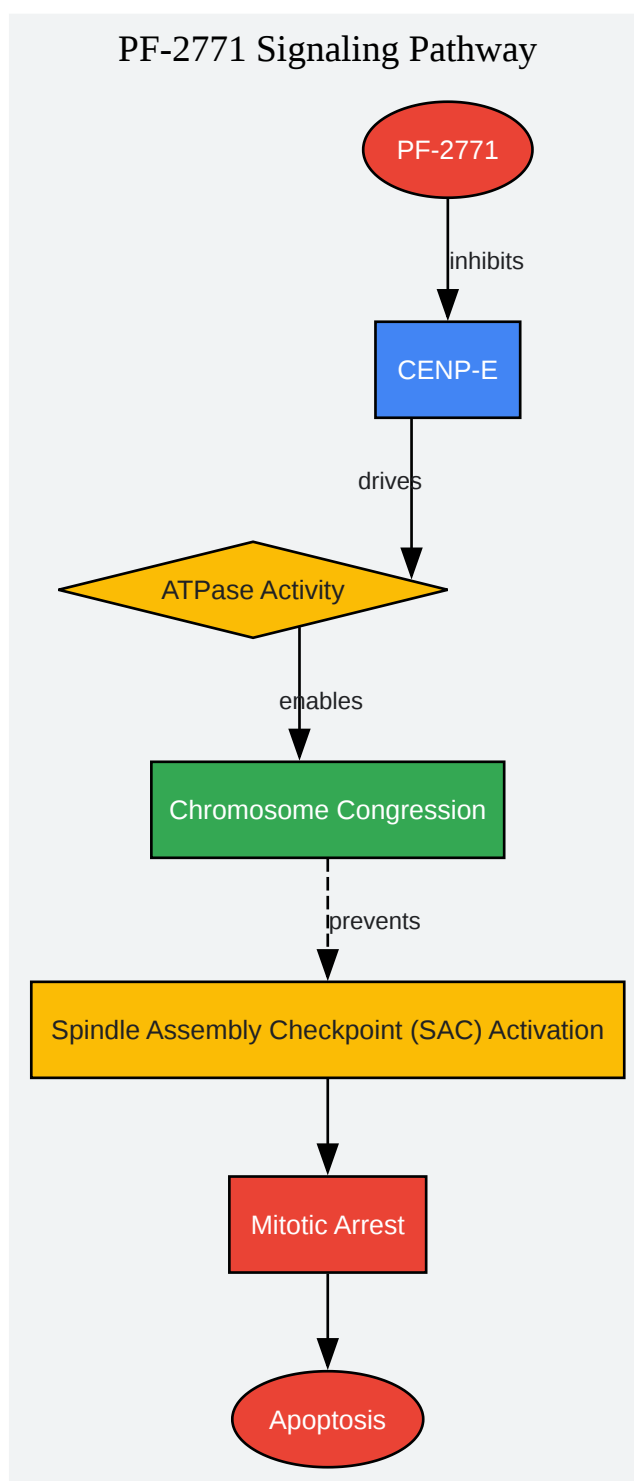 PF-2771 Signaling Pathway
PF-2771
inhibits
CENP-E
drives
ATPase Activity
enables
Chromosome Congression
prevents
Spindle Assembly Checkpoint (SAC) Activation
Mitotic Arrest
Apoptosis